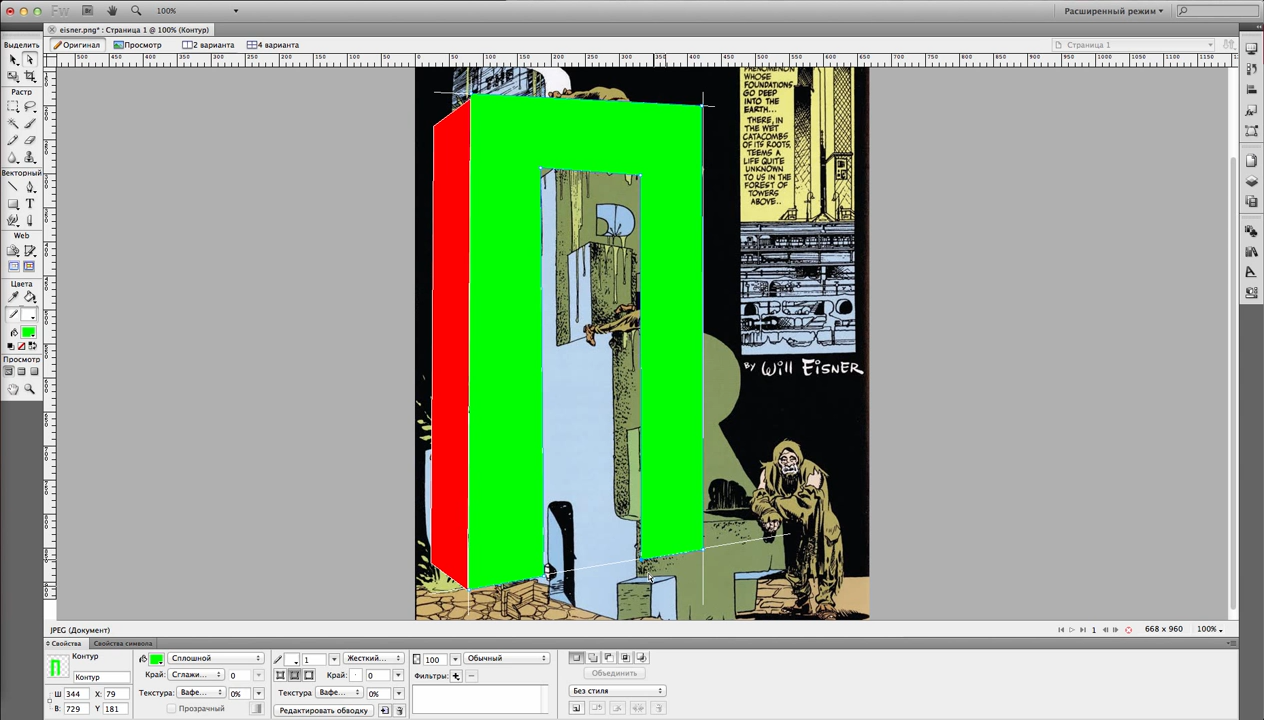 Fw
Br
100%
Расширенный режим
eisner.png* : Страница 1 @ 100% (Контур)
Выделить
Оригинал
Просмотр
2 варианта
4 варианта
Страница 1
Растр
Векторный
Web
Цвета
Просмотр
PHENOMENON
WHOSE
FOUNDATIONS
GO DEEP
INTO THE
EARTH...
THERE, IN
THE WET
CATACOMBS
OF ITS ROOTS,
TEEMS A
LIFE QUITE
UNKNOWN
TO US IN THE
FOREST OF
TOWERS
ABOVE..
BY WILL EISNER
JPEG (Документ)
1
668 x 960
100%
Свойства
Свойства символа
Контур
Контур
Ш 344 X: 79
В: 729 Y: 181
Сплошной
Край: Сглажи... 0
Текстура: Вафе... 0%
Прозрачный
1 Жесткий...
Край: 0
Текстура Вафе... 0%
Редактировать обводку
100 Обычный
Фильтры:
Объединить
Без стиля